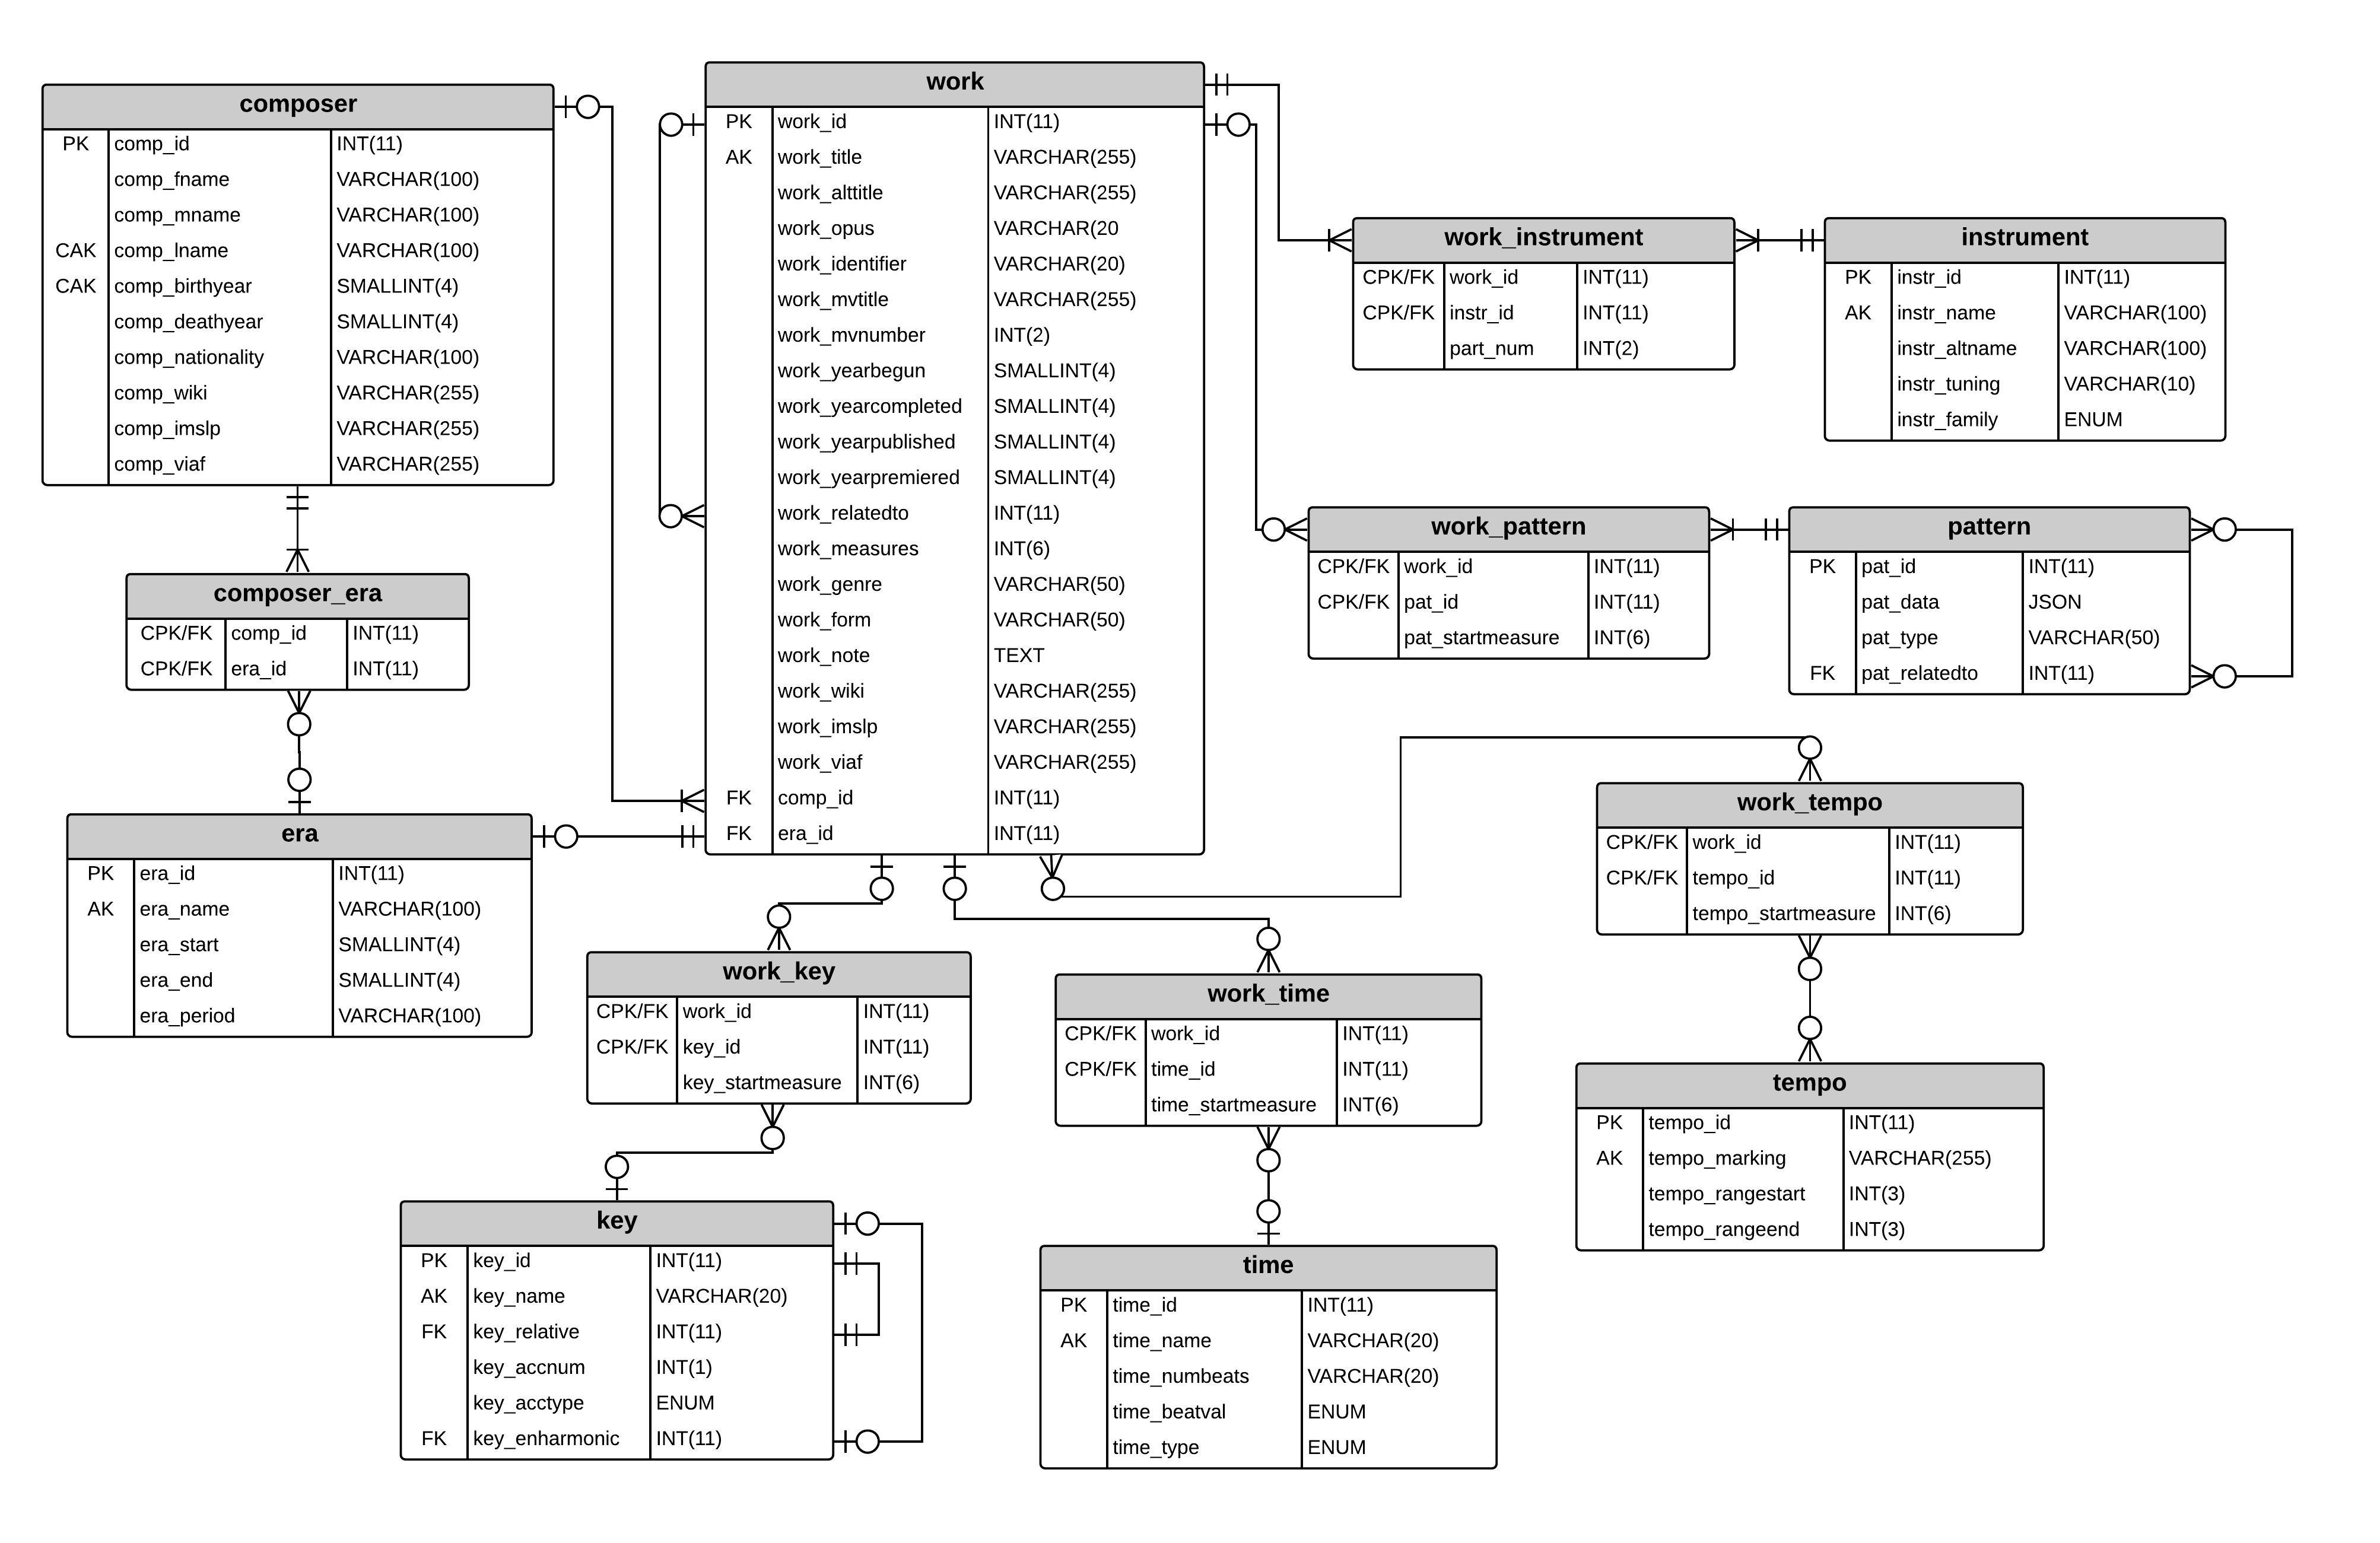 composer
PK comp_id INT(11)
comp_fname VARCHAR(100)
comp_mname VARCHAR(100)
CAK comp_lname VARCHAR(100)
CAK comp_birthyear SMALLINT(4)
comp_deathyear SMALLINT(4)
comp_nationality VARCHAR(100)
comp_wiki VARCHAR(255)
comp_imslp VARCHAR(255)
comp_viaf VARCHAR(255)
composer_era
CPK/FK comp_id INT(11)
CPK/FK era_id INT(11)
era
PK era_id INT(11)
AK era_name VARCHAR(100)
era_start SMALLINT(4)
era_end SMALLINT(4)
era_period VARCHAR(100)
work
PK work_id INT(11)
AK work_title VARCHAR(255)
work_alttitle VARCHAR(255)
work_opus VARCHAR(20
work_identifier VARCHAR(20)
work_mvtitle VARCHAR(255)
work_mvnumber INT(2)
work_yearbegun SMALLINT(4)
work_yearcompleted SMALLINT(4)
work_yearpublished SMALLINT(4)
work_yearpremiered SMALLINT(4)
work_relatedto INT(11)
work_measures INT(6)
work_genre VARCHAR(50)
work_form VARCHAR(50)
work_note TEXT
work_wiki VARCHAR(255)
work_imslp VARCHAR(255)
work_viaf VARCHAR(255)
FK comp_id INT(11)
FK era_id INT(11)
work_instrument
CPK/FK work_id INT(11)
CPK/FK instr_id INT(11)
part_num INT(2)
instrument
PK instr_id INT(11)
AK instr_name VARCHAR(100)
instr_altname VARCHAR(100)
instr_tuning VARCHAR(10)
instr_family ENUM
work_pattern
CPK/FK work_id INT(11)
CPK/FK pat_id INT(11)
pat_startmeasure INT(6)
pattern
PK pat_id INT(11)
pat_data JSON
pat_type VARCHAR(50)
FK pat_relatedto INT(11)
work_tempo
CPK/FK work_id INT(11)
CPK/FK tempo_id INT(11)
tempo_startmeasure INT(6)
tempo
PK tempo_id INT(11)
AK tempo_marking VARCHAR(255)
tempo_rangestart INT(3)
tempo_rangeend INT(3)
work_key
CPK/FK work_id INT(11)
CPK/FK key_id INT(11)
key_startmeasure INT(6)
key
PK key_id INT(11)
AK key_name VARCHAR(20)
FK key_relative INT(11)
key_accnum INT(1)
key_acctype ENUM
FK key_enharmonic INT(11)
work_time
CPK/FK work_id INT(11)
CPK/FK time_id INT(11)
time_startmeasure INT(6)
time
PK time_id INT(11)
AK time_name VARCHAR(20)
time_numbeats VARCHAR(20)
time_beatval ENUM
time_type ENUM